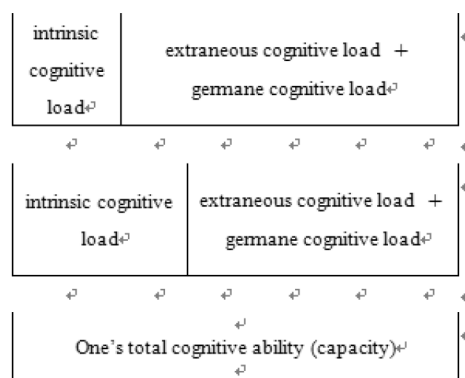 intrinsic
cognitive
load↵
extraneous cognitive load +
germane cognitive load↵
intrinsic cognitive
load↵
extraneous cognitive load +
germane cognitive load↵
One's total cognitive ability (capacity)↵